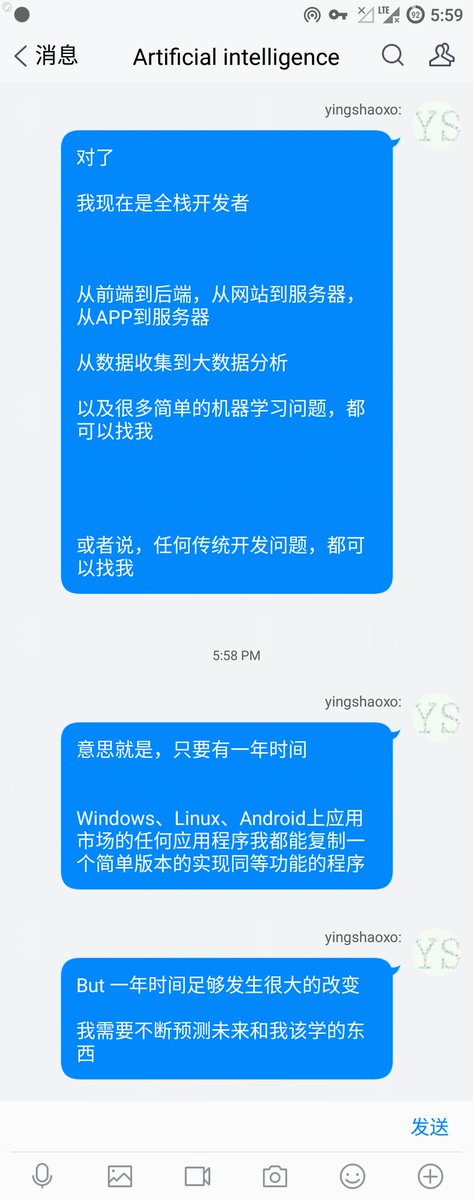 LTE 92 5:59
消息 Artificial intelligence
yingshaoxo:
YS
对了
我现在是全栈开发者
从前端到后端，从网站到服务器，
从APP到服务器
从数据收集到大数据分析
以及很多简单的机器学习问题，都
可以找我
或者说，任何传统开发问题，都可
以找我
5:58 PM
yingshaoxo:
YS
意思就是，只要有一年时间
Windows、Linux、Android上应用
市场的任何应用程序我都能复制一
个简单版本的实现同等功能的程序
yingshaoxo:
YS
But 一年时间足够发生很大的改变
我需要不断预测未来和我该学的东
西
发送